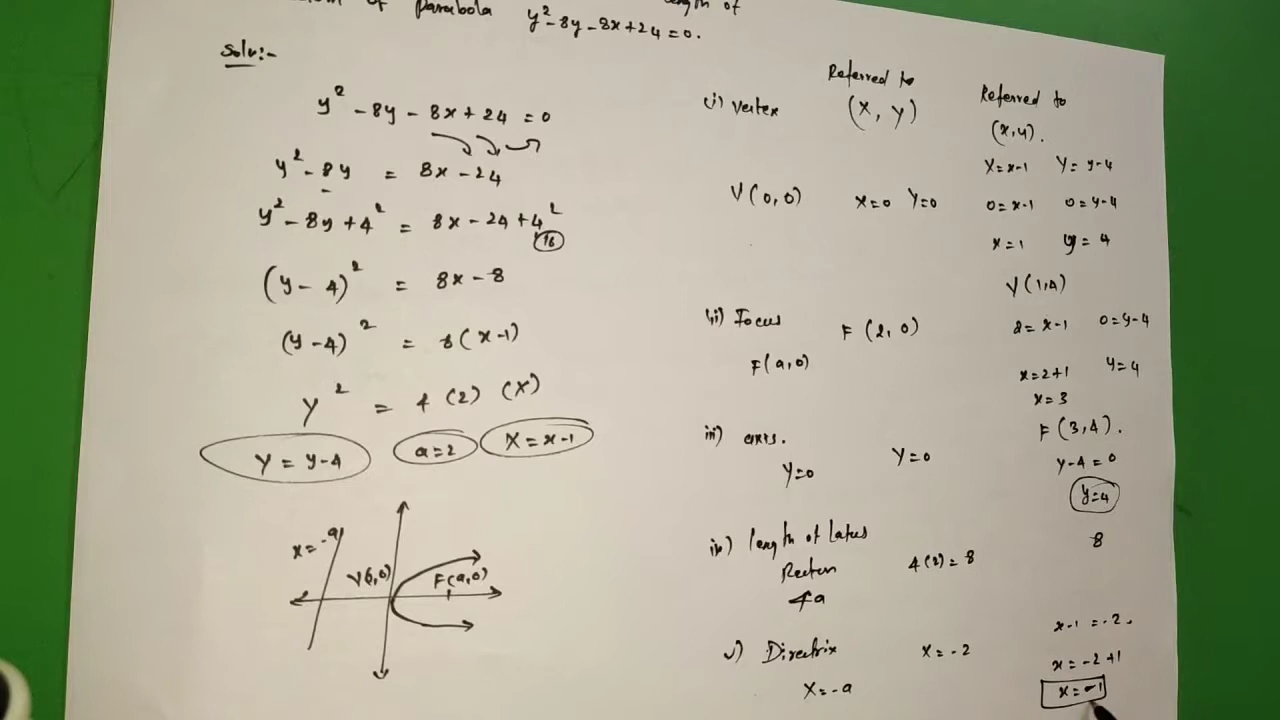 of parabola length of
y² - 8y - 8x + 24 = 0.
Solu:-
y² - 8y - 8x + 24 = 0
y² - 8y = 8x - 24
y² - 8y + 4² = 8x - 24 + 4²
16
(y - 4)² = 8x - 8
(y - 4)² = 8(x - 1)
Y² = 4 (2) (X)
Y = y - 4 a = 2 X = x - 1
x = -a
V(0,0) F(a,0)
Referred to Referred to
(i) Vertex (X, Y) (x, y).
X = x - 1 Y = y - 4
V(0,0) X = 0 Y = 0 0 = x - 1 0 = y - 4
x = 1 y = 4
V(1,4)
(ii) Focus F (2, 0) 2 = x - 1 0 = y - 4
F(a,0) x = 2 + 1 y = 4
x = 3
F(3,4).
iii) axis. y - 4 = 0
Y = 0 Y = 0 y = 4
iv) length of Latus 8
Rectum 4(2) = 8
4a
x - 1 = -2.
v) Directrix X = -2 x = -2 + 1
X = -a x = -1